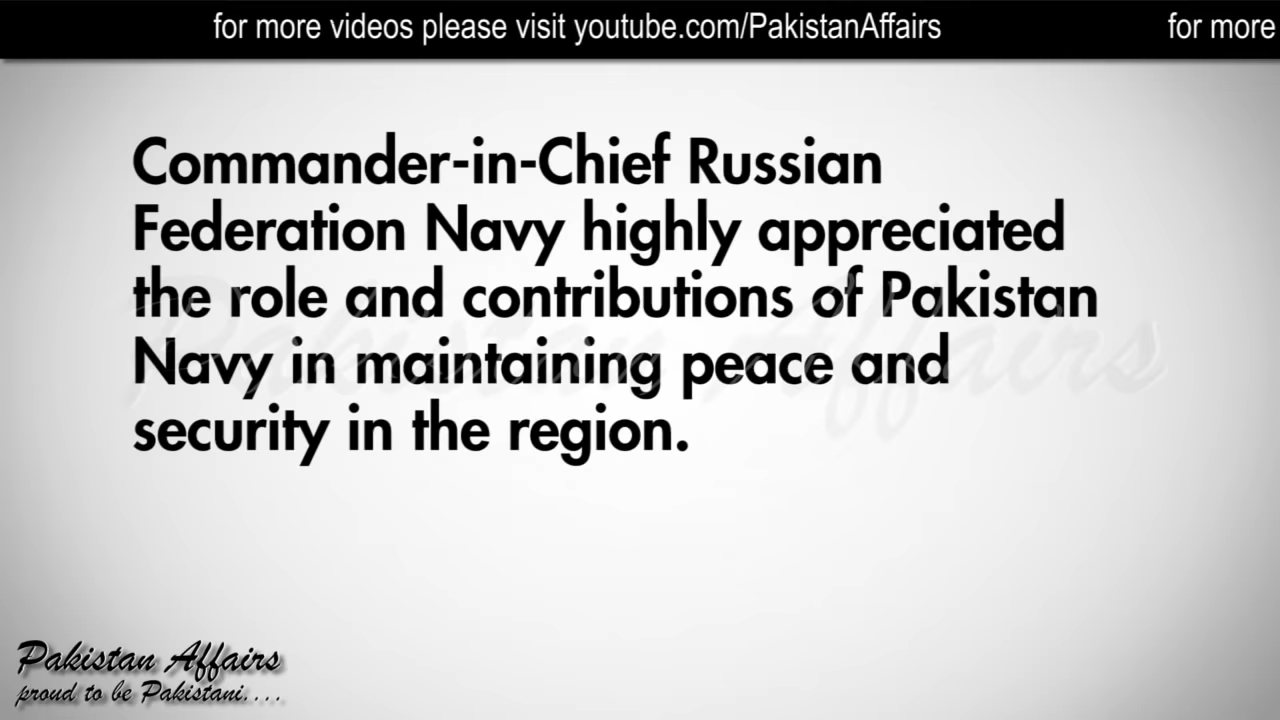 for more videos please visit youtube.com/PakistanAffairs for more
Commander-in-Chief Russian
Federation Navy highly appreciated
the role and contributions of Pakistan
Navy in maintaining peace and
security in the region.
Pakistan Affairs
Pakistan Affairs
proud to be Pakistani....